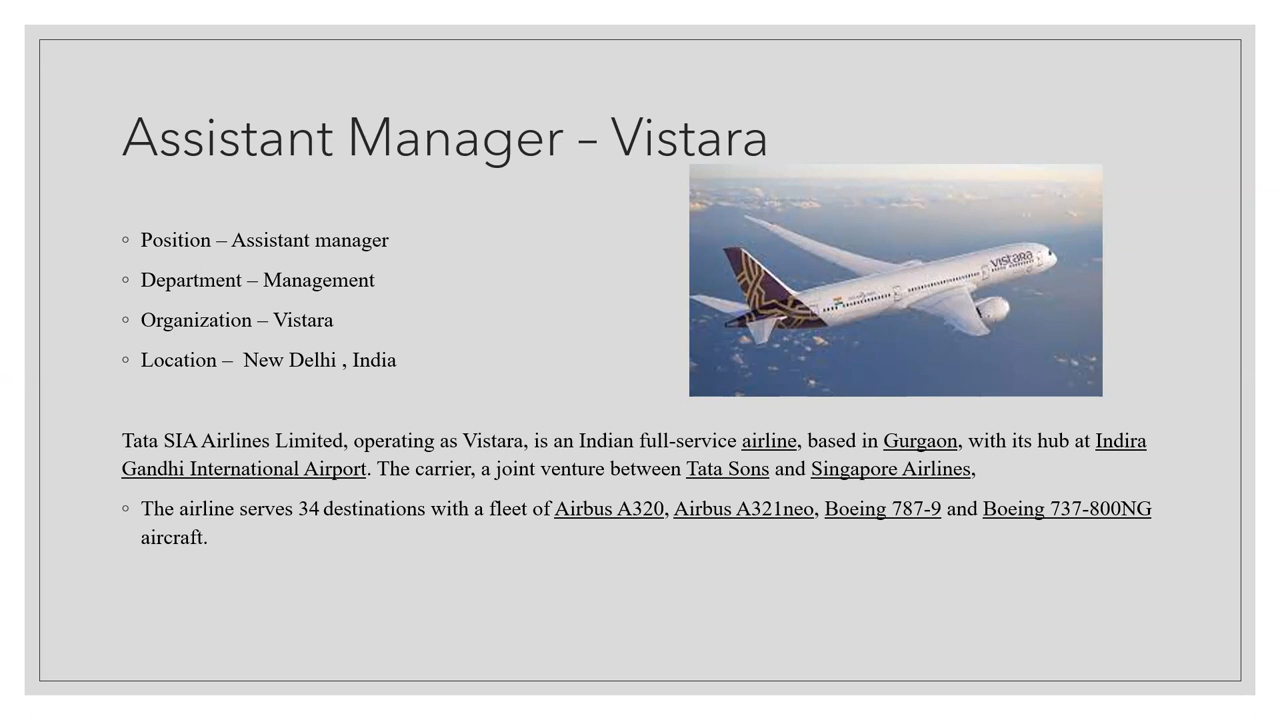 Assistant Manager – Vistara
◦ Position – Assistant manager
◦ Department – Management
◦ Organization – Vistara
◦ Location –  New Delhi , India
vistara
Tata SIA Airlines Limited, operating as Vistara, is an Indian full-service airline, based in Gurgaon, with its hub at Indira
Gandhi International Airport. The carrier, a joint venture between Tata Sons and Singapore Airlines,
◦ The airline serves 34 destinations with a fleet of Airbus A320, Airbus A321neo, Boeing 787-9 and Boeing 737-800NG
aircraft.